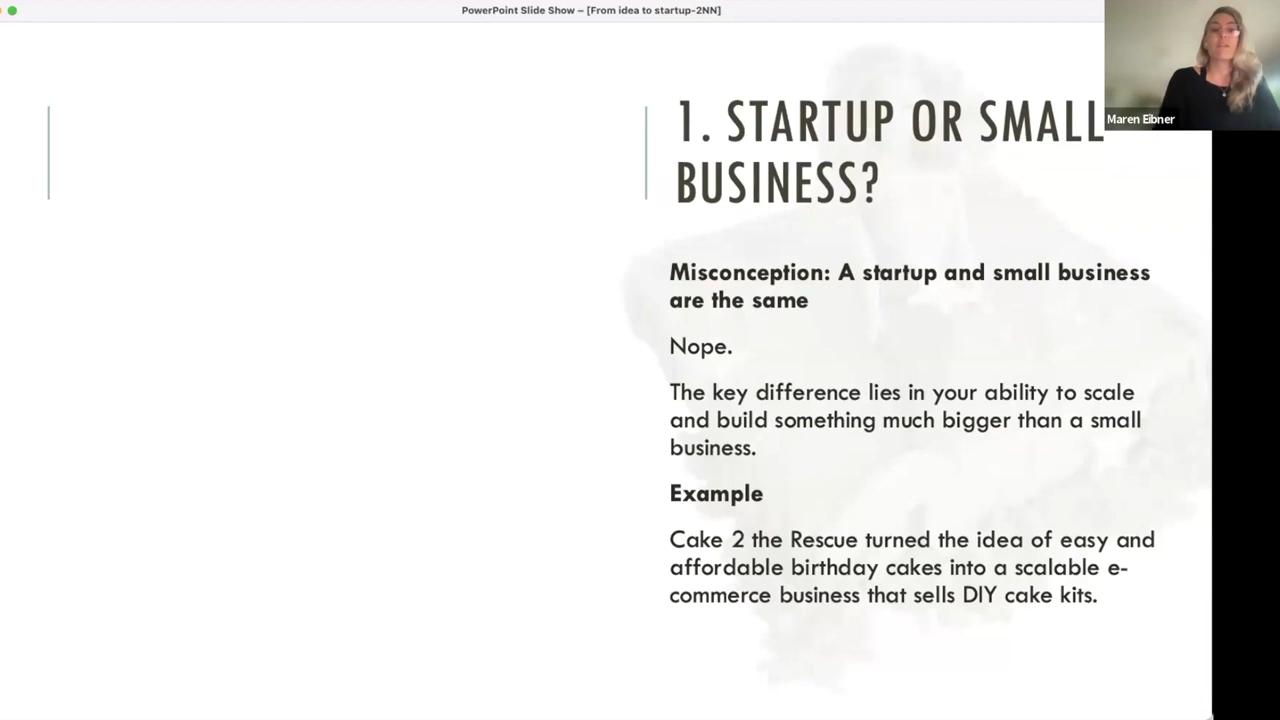 PowerPoint Slide Show – [From idea to startup-2NN]
Maren Eibner
1. STARTUP OR SMALL
BUSINESS?
Misconception: A startup and small business
are the same
Nope.
The key difference lies in your ability to scale
and build something much bigger than a small
business.
Example
Cake 2 the Rescue turned the idea of easy and
affordable birthday cakes into a scalable e-
commerce business that sells DIY cake kits.